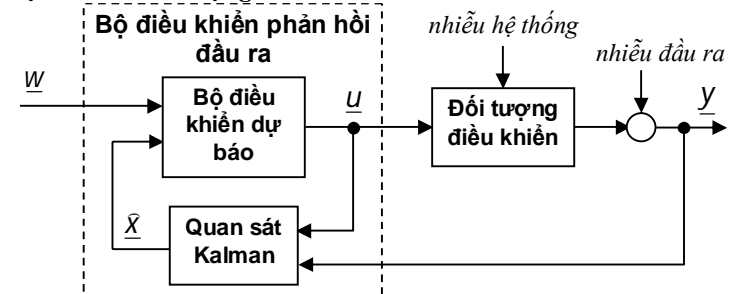 Bộ điều khiển phản hồi
đầu ra
nhiễu hệ thống
nhiễu đầu ra
w
Bộ điều
khiển dự
báo
u
Đối tượng
điều khiển
y
x̂
Quan sát
Kalman